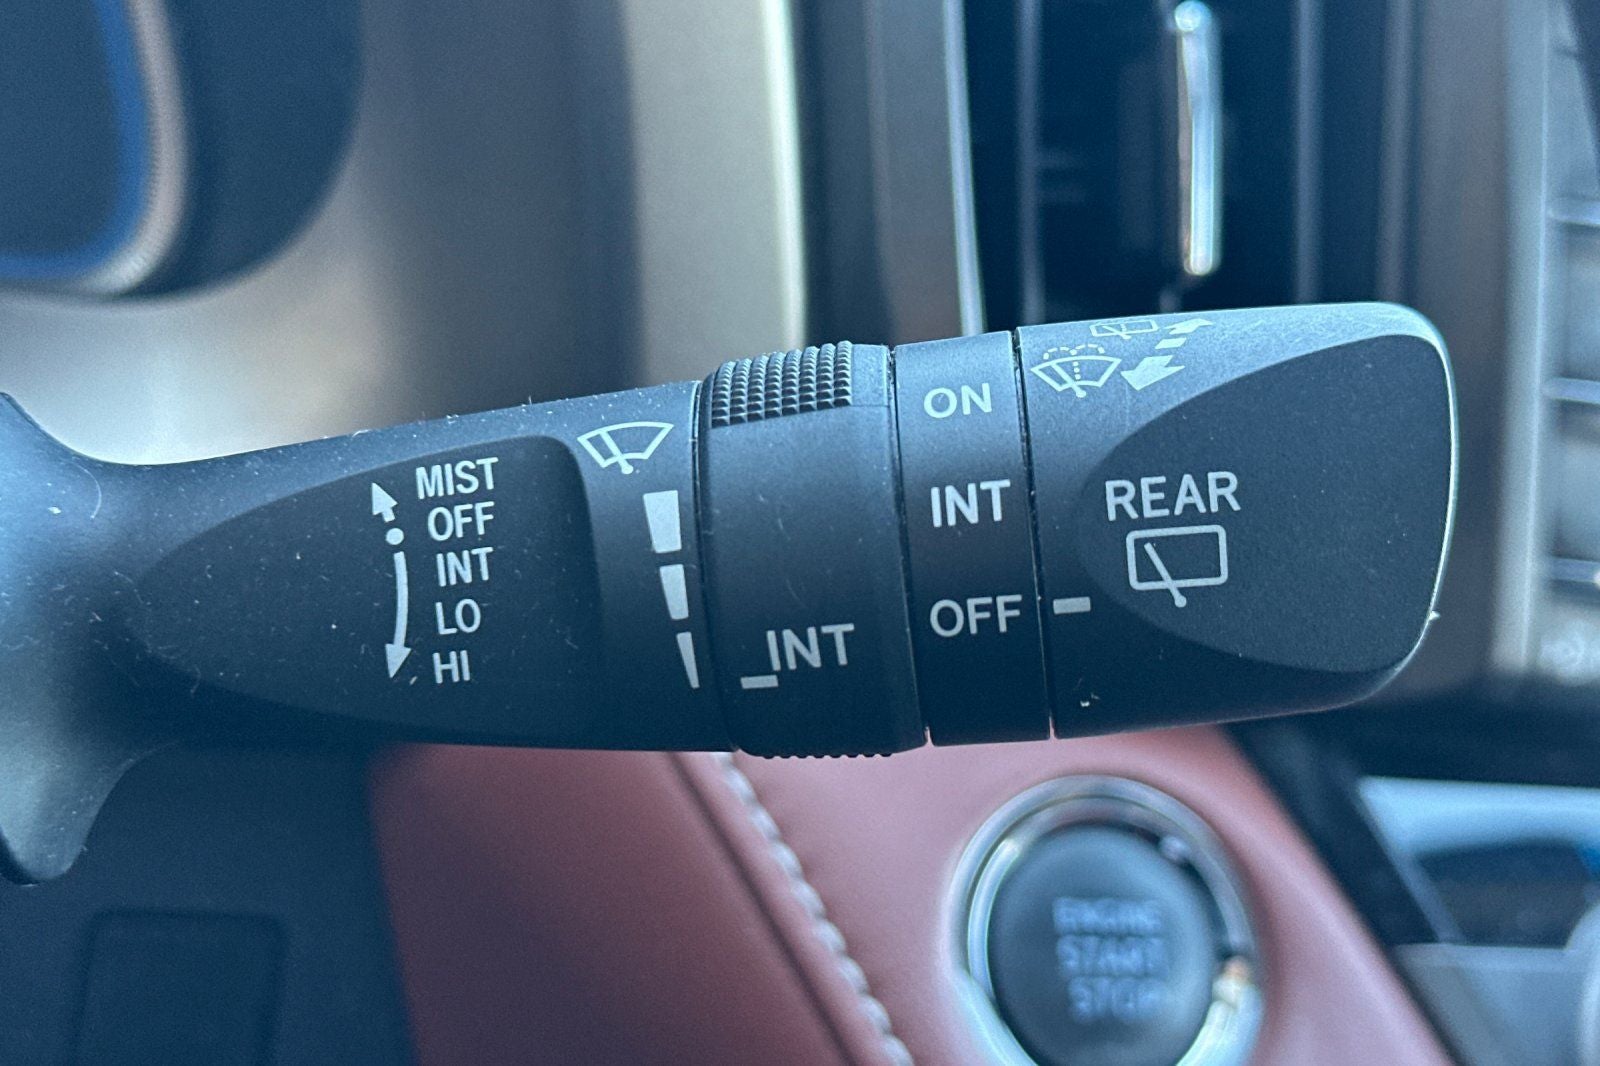 MIST
OFF
INT
LO
HI
INT
ON
INT
OFF
REAR
ENGINE
START
STOP